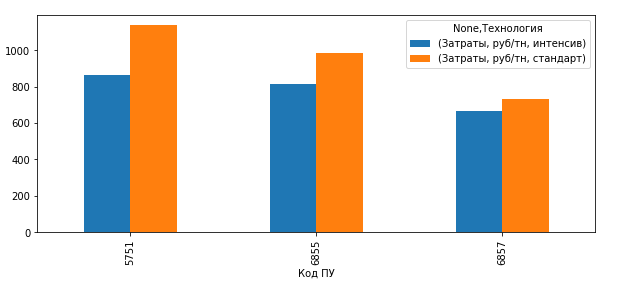 None,Технология
(Затраты, руб/тн, интенсив)
(Затраты, руб/тн, стандарт)
1000
800
600
400
200
0
5751
6855
6857
Код ПУ